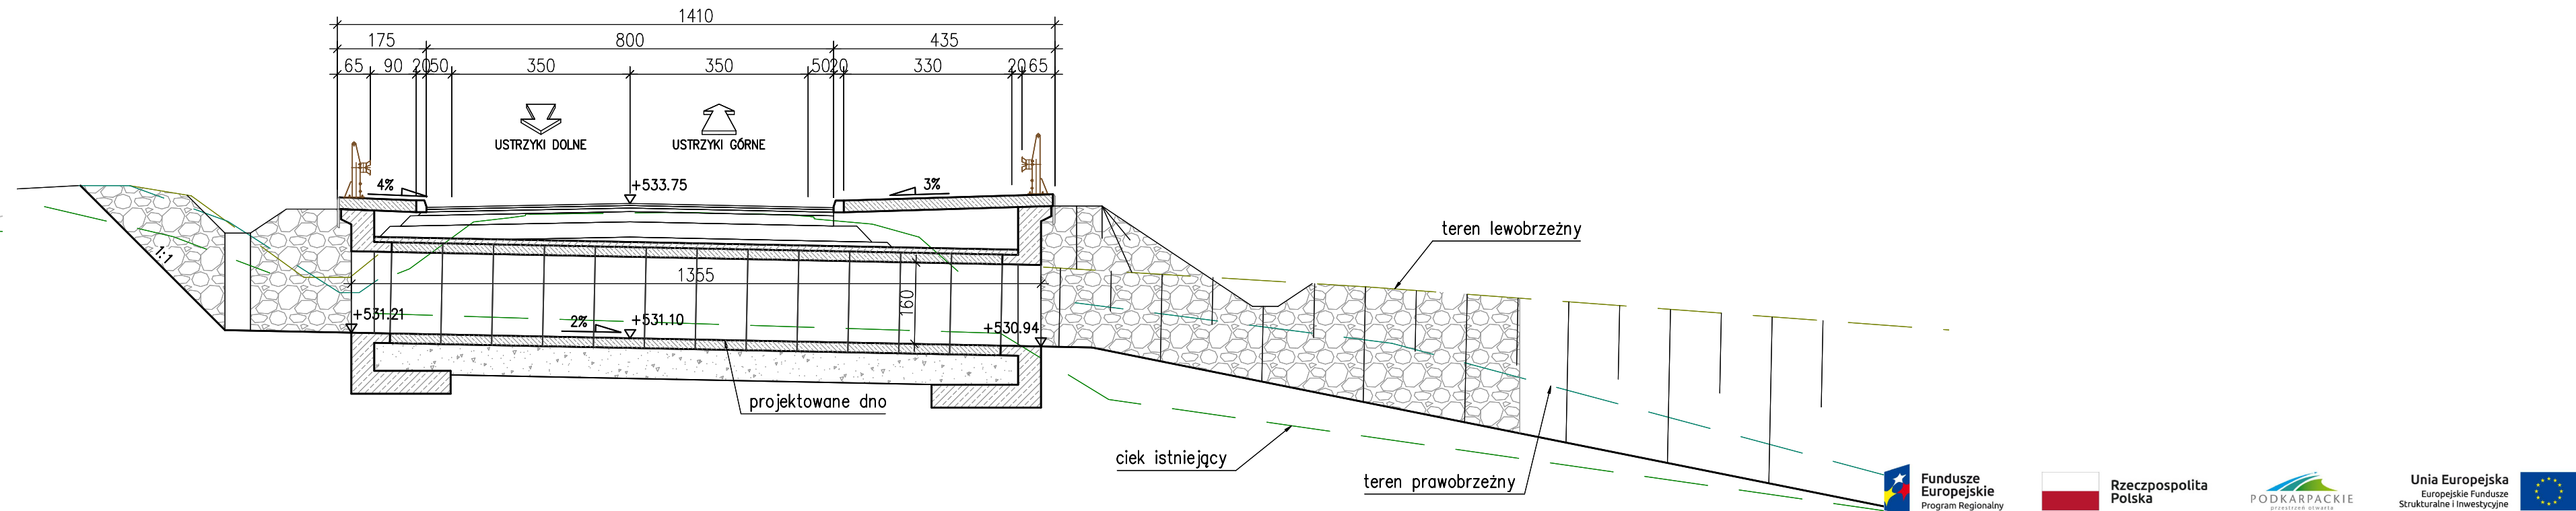 1410
175 800 435
65 90 20 50 350 350 50 20 330 20 65
USTRZYKI DOLNE USTRZYKI GÓRNE
4% +533.75 3%
1:1
teren lewobrzeżny
1355
160
+531.21 2% +531.10 +530.94
projektowane dno
ciek istniejący
teren prawobrzeżny
Fundusze
Europejskie
Program Regionalny
Rzeczpospolita
Polska
PODKARPACKIE
przestrzeń otwarta
Unia Europejska
Europejskie Fundusze
Strukturalne i Inwestycyjne